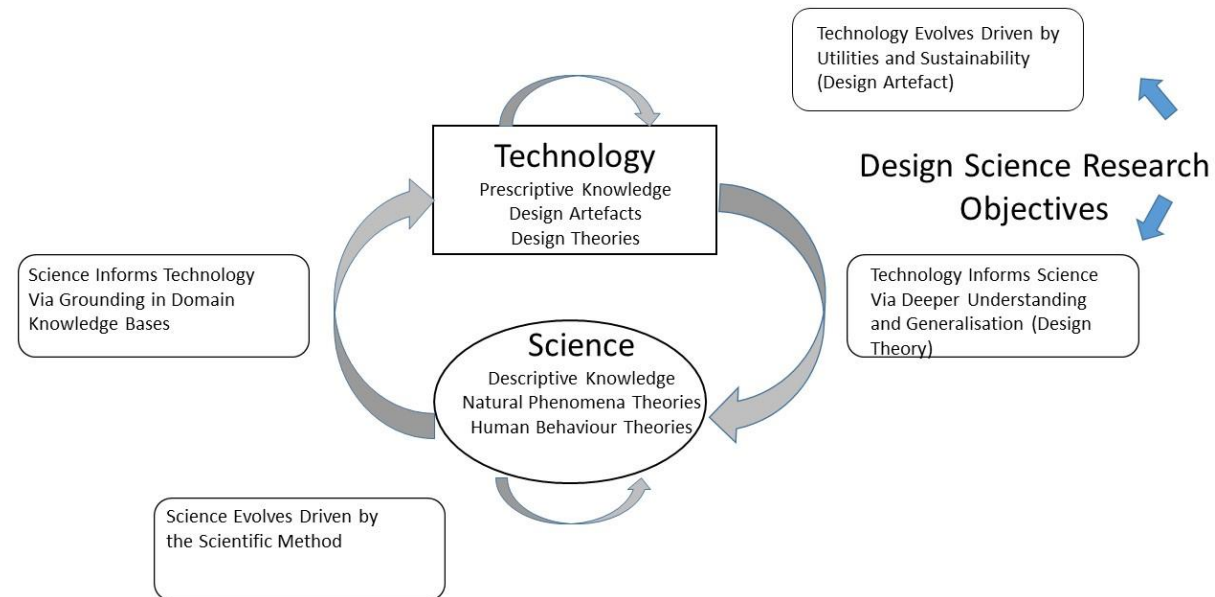 Technology Evolves Driven by
Utilities and Sustainability
(Design Artefact)
Technology
Prescriptive Knowledge
Design Artefacts
Design Theories
Design Science Research
Objectives
Science Informs Technology
Via Grounding in Domain
Knowledge Bases
Technology Informs Science
Via Deeper Understanding
and Generalisation (Design
Theory)
Science
Descriptive Knowledge
Natural Phenomena Theories
Human Behaviour Theories
Science Evolves Driven by
the Scientific Method